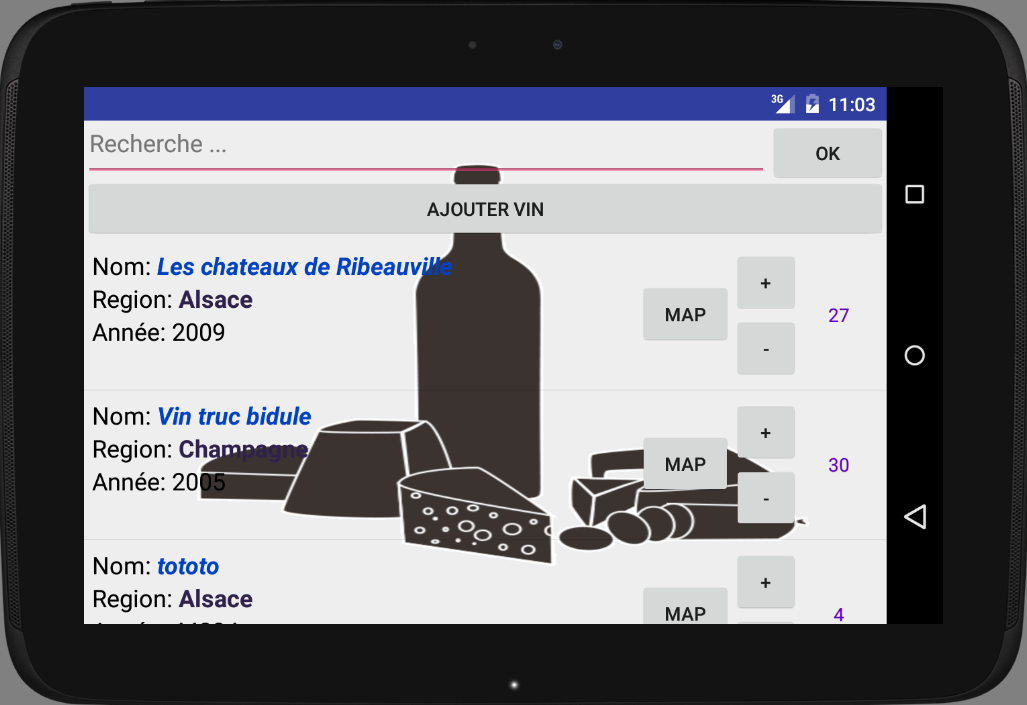 3G 11:03
Recherche ...
OK
AJOUTER VIN
Nom: Les chateaux de Ribeauville
Region: Alsace
Année: 2009
MAP
+
-
27
Nom: Vin truc bidule
Region: Champagne
Année: 2005
MAP
+
-
30
Nom: tototo
Region: Alsace
MAP
+
4